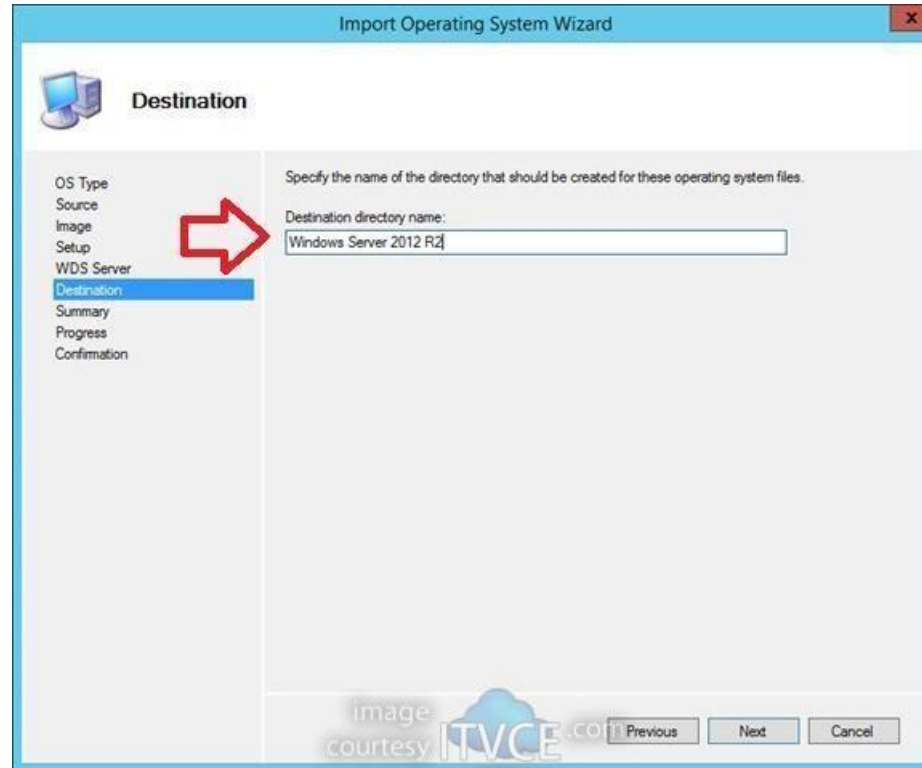 Import Operating System Wizard
x
Destination
OS Type
Source
Image
Setup
WDS Server
Destination
Summary
Progress
Confirmation
Specify the name of the directory that should be created for these operating system files.
Destination directory name:
Windows Server 2012 R2
image
courtesy ITVCE.com
Previous Next Cancel